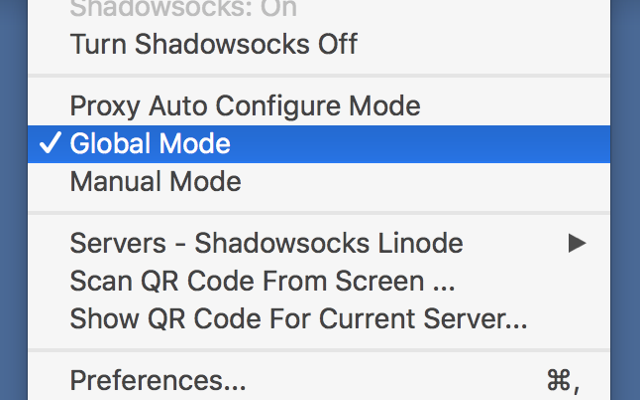 Shadowsocks: On
Turn Shadowsocks Off
Proxy Auto Configure Mode
✓ Global Mode
Manual Mode
Servers - Shadowsocks Linode ▶
Scan QR Code From Screen ...
Show QR Code For Current Server...
Preferences... ⌘,